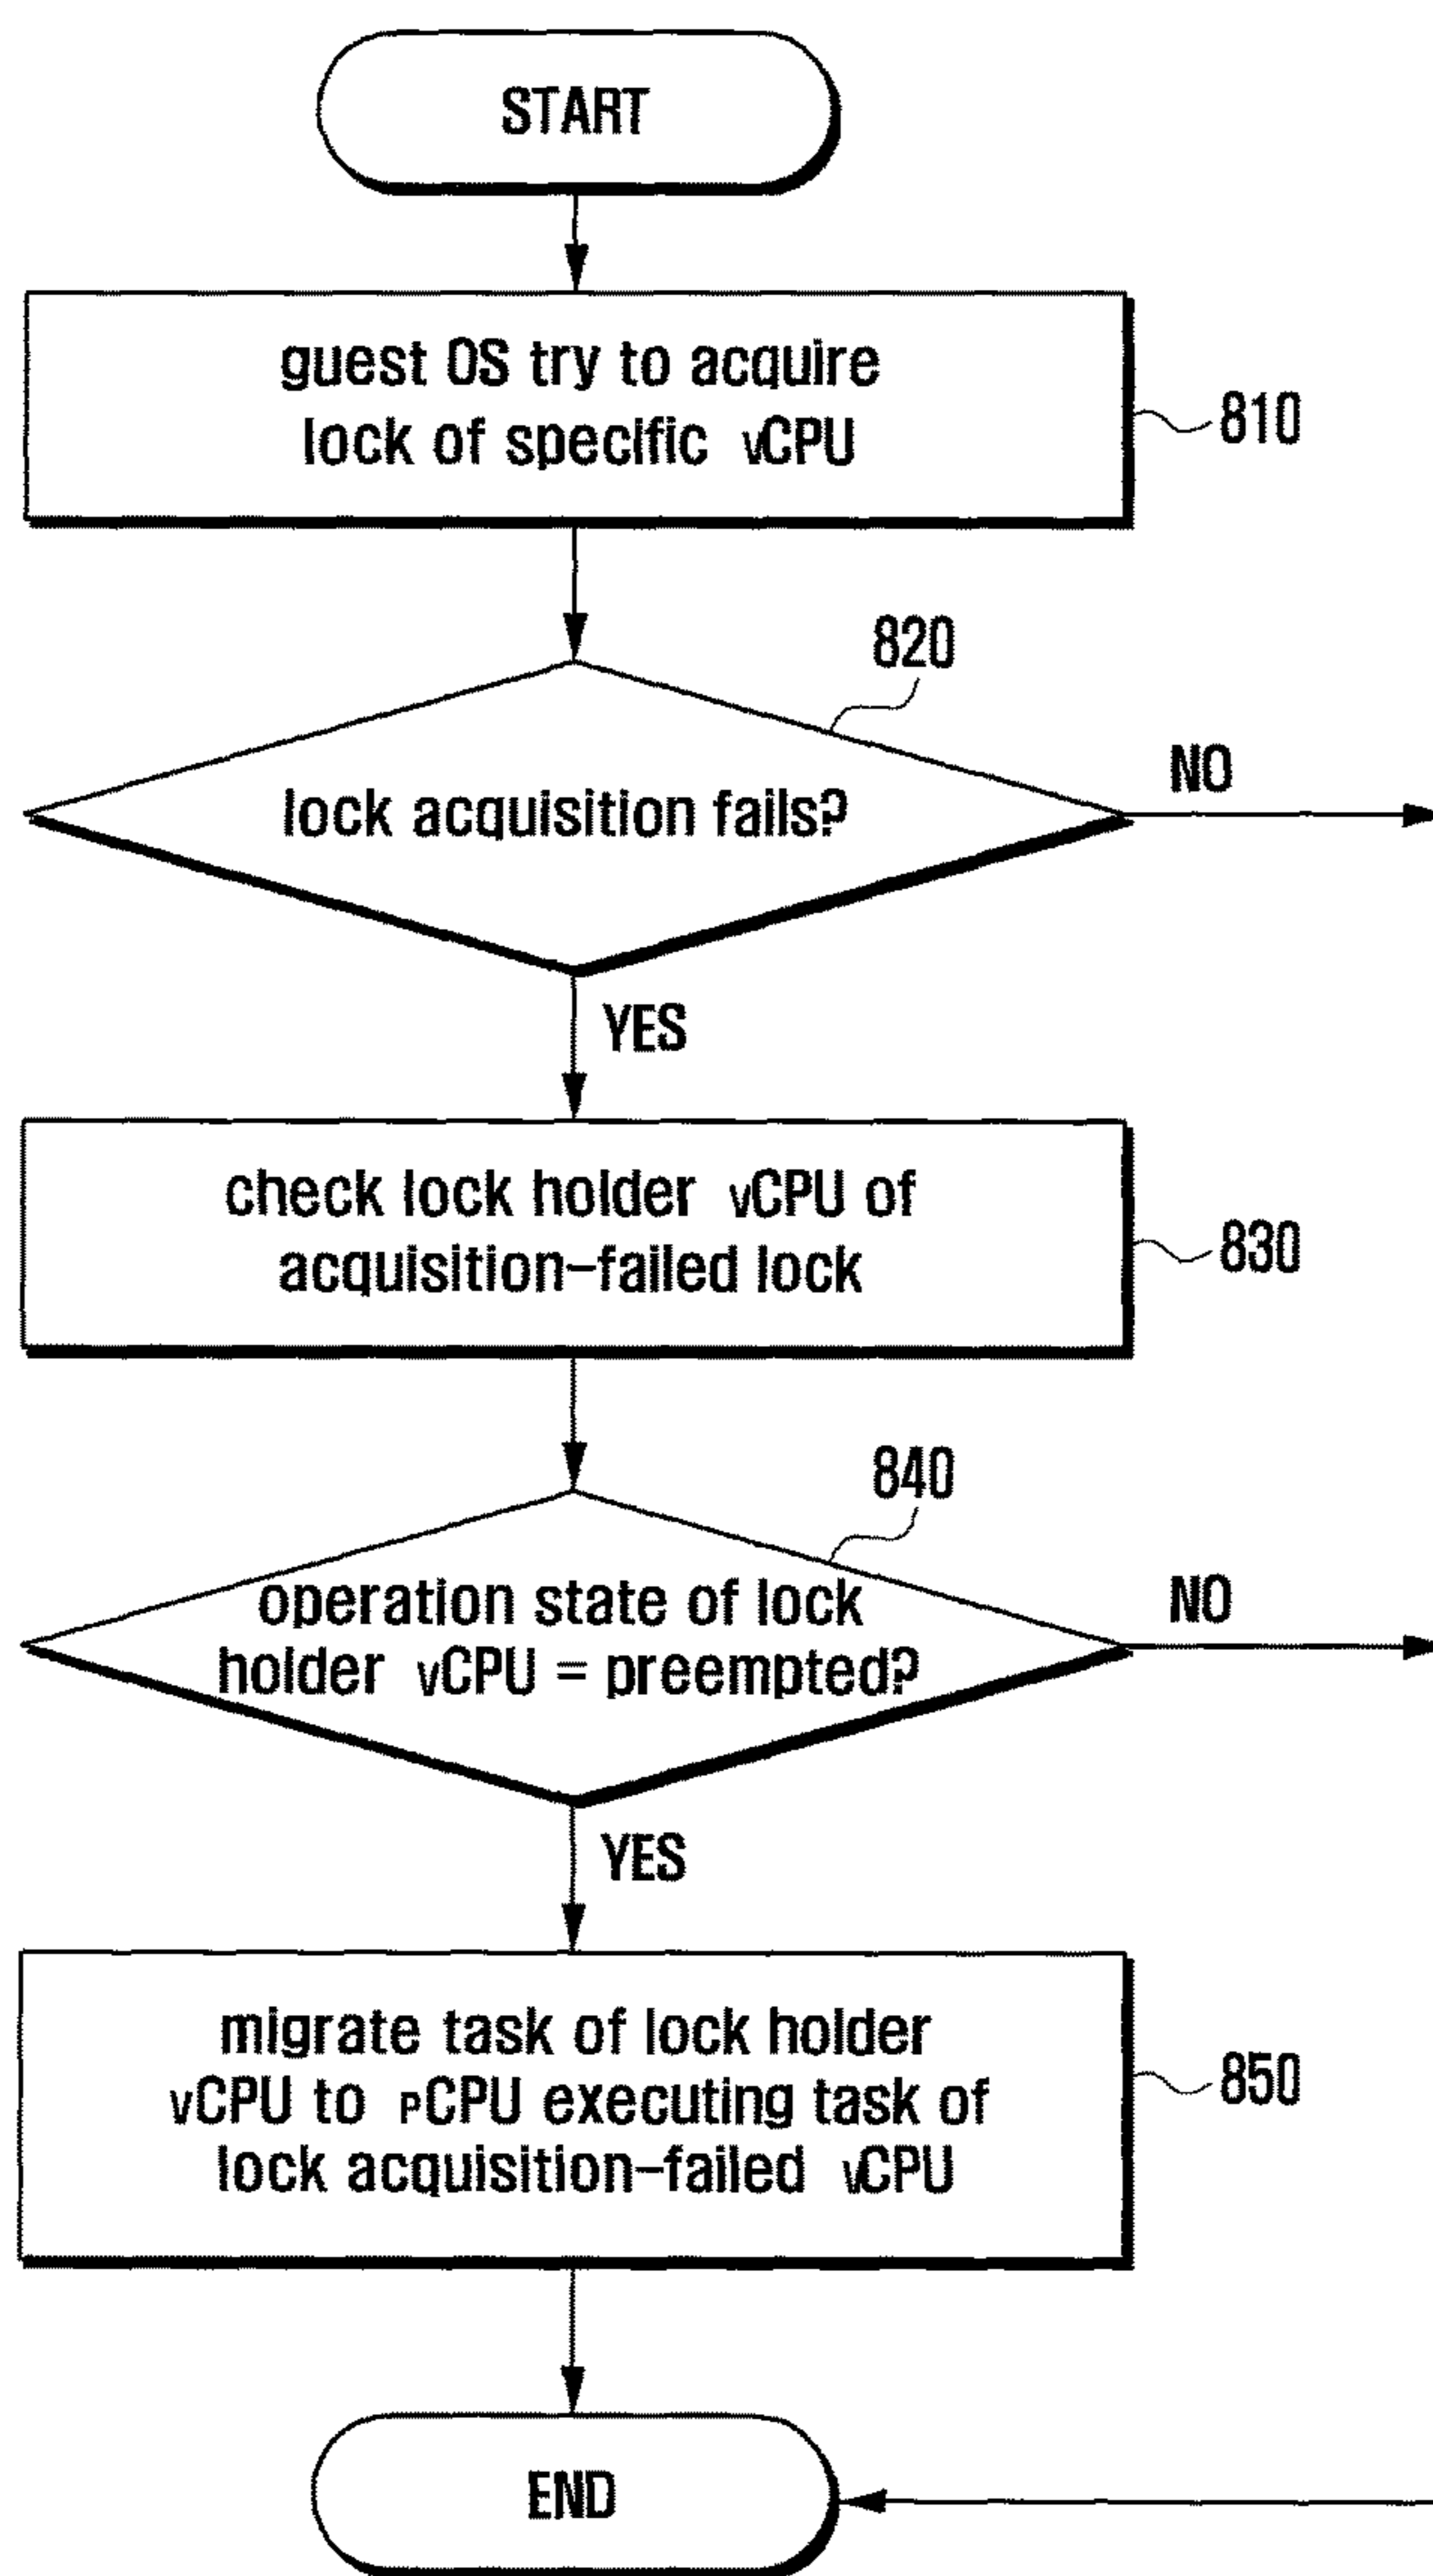 START
guest OS try to acquire
lock of specific vCPU
810
820
lock acquisition fails?
NO
YES
check lock holder vCPU of
acquisition-failed lock
830
840
operation state of lock
holder vCPU = preempted?
NO
YES
migrate task of lock holder
vCPU to pCPU executing task of
lock acquisition-failed vCPU
850
END